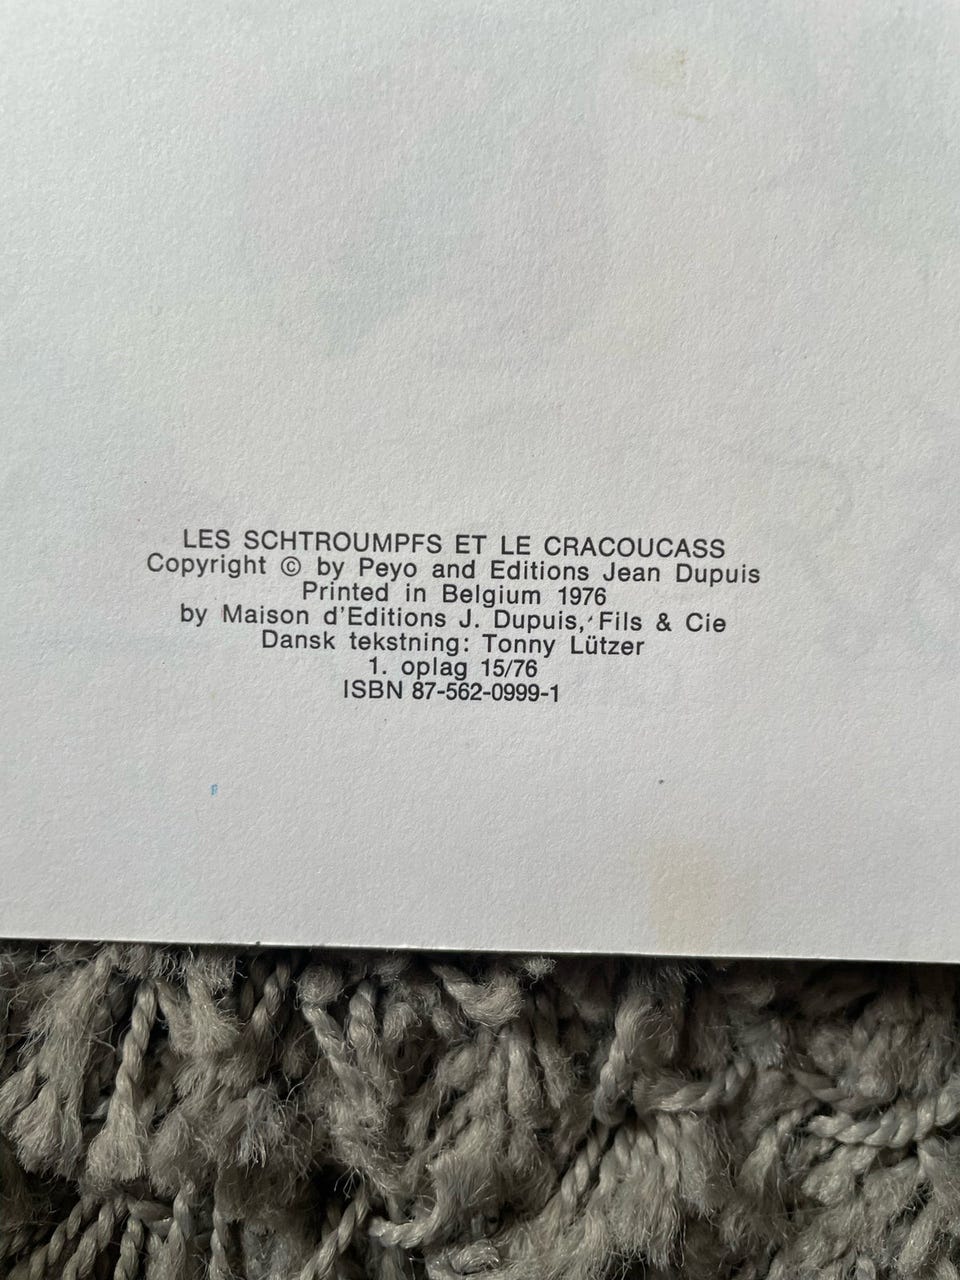 LES SCHTROUMPFS ET LE CRACOUCASS
Copyright © by Peyo and Editions Jean Dupuis
Printed in Belgium 1976
by Maison d'Editions J. Dupuis, Fils & Cie
Dansk tekstning: Tonny Lützer
1. oplag 15/76
ISBN 87-562-0999-1